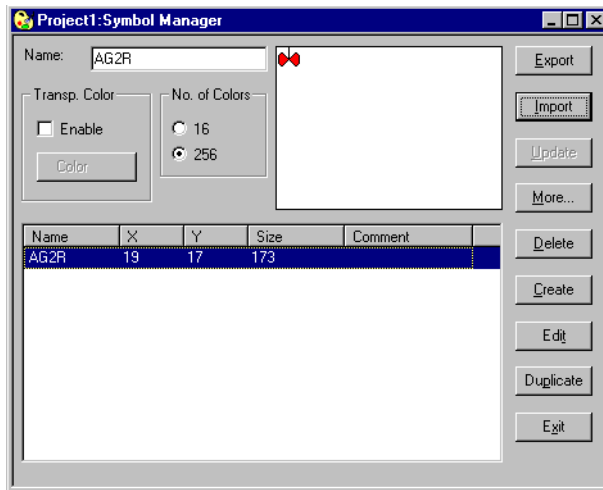 Project1:Symbol Manager
Name: AG2R
Export
Transp. Color No. of Colors
Import
Enable 16
256
Color
Update
More...
Name X Y Size Comment
AG2R 19 17 173
Delete
Create
Edit
Duplicate
Exit